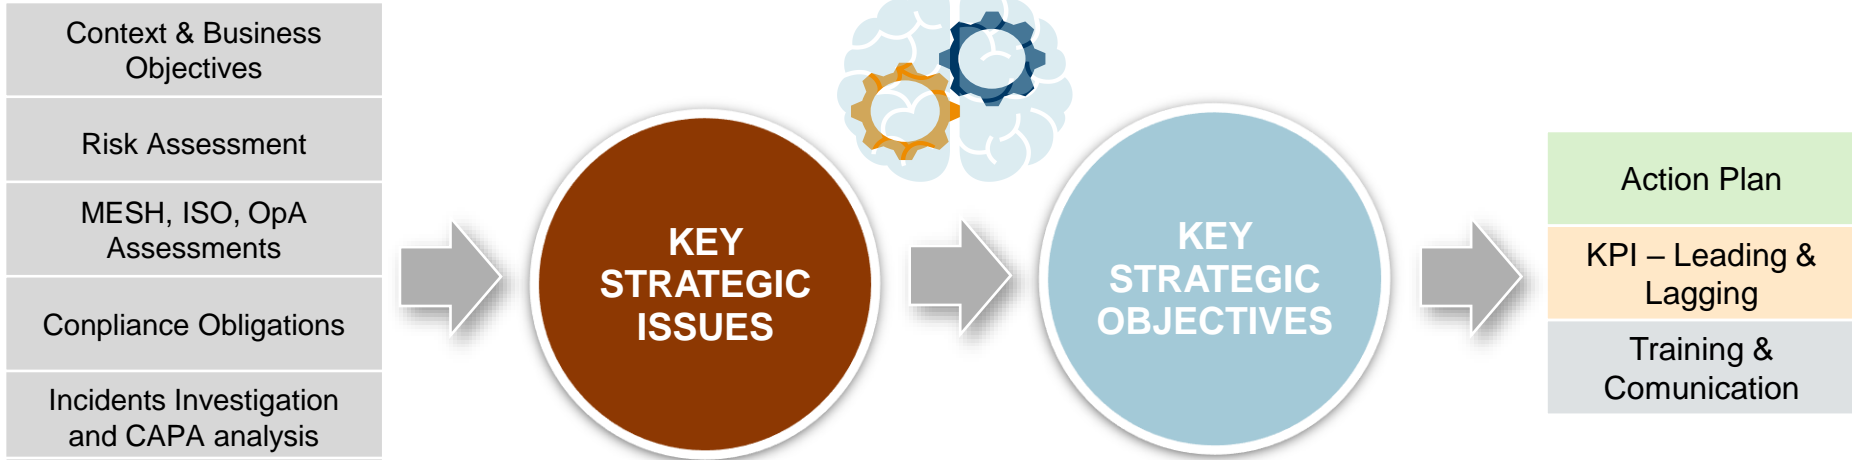 Context & Business
Objectives
Risk Assessment
MESH, ISO, OpA
Assessments
Conpliance Obligations
Incidents Investigation
and CAPA analysis
KEY
STRATEGIC
ISSUES
KEY
STRATEGIC
OBJECTIVES
Action Plan
KPI – Leading &
Lagging
Training &
Comunication